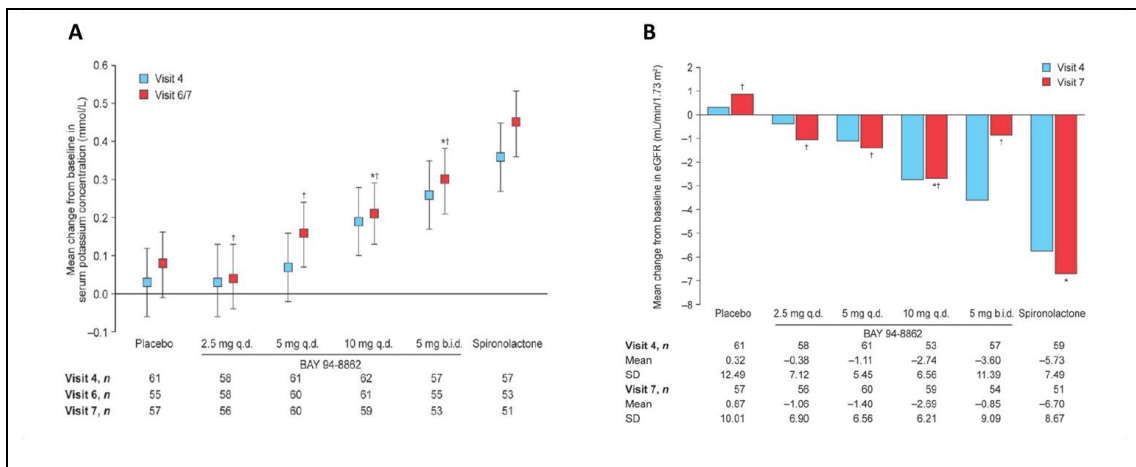 A
Mean change from baseline in
serum potassium concentration (mmol/L)
0.6
0.5
0.4
0.3
0.2
0.1
0.0
–0.1
Visit 4
Visit 6/7
† † *† *†
Placebo 2.5 mg q.d. 5 mg q.d. 10 mg q.d. 5 mg b.i.d. Spironolactone
BAY 94-8862
Visit 4, n 61 58 61 62 57 57
Visit 6, n 55 58 60 61 55 53
Visit 7, n 57 56 60 59 53 51
B
Mean change from baseline in eGFR (mL/min/1.73 m²)
2
1
0
–1
–2
–3
–4
–5
–6
–7
–8
Visit 4
Visit 7
† † † *† † *
Placebo 2.5 mg q.d. 5 mg q.d. 10 mg q.d. 5 mg b.i.d. Spironolactone
BAY 94-8862
Visit 4, n 61 58 61 53 57 59
Mean 0.32 –0.38 –1.11 –2.74 –3.60 –5.73
SD 12.49 7.12 5.45 6.56 11.39 7.49
Visit 7, n 57 56 60 59 54 51
Mean 0.87 –1.06 –1.40 –2.69 –0.85 –6.70
SD 10.01 6.90 6.56 6.21 9.09 8.67